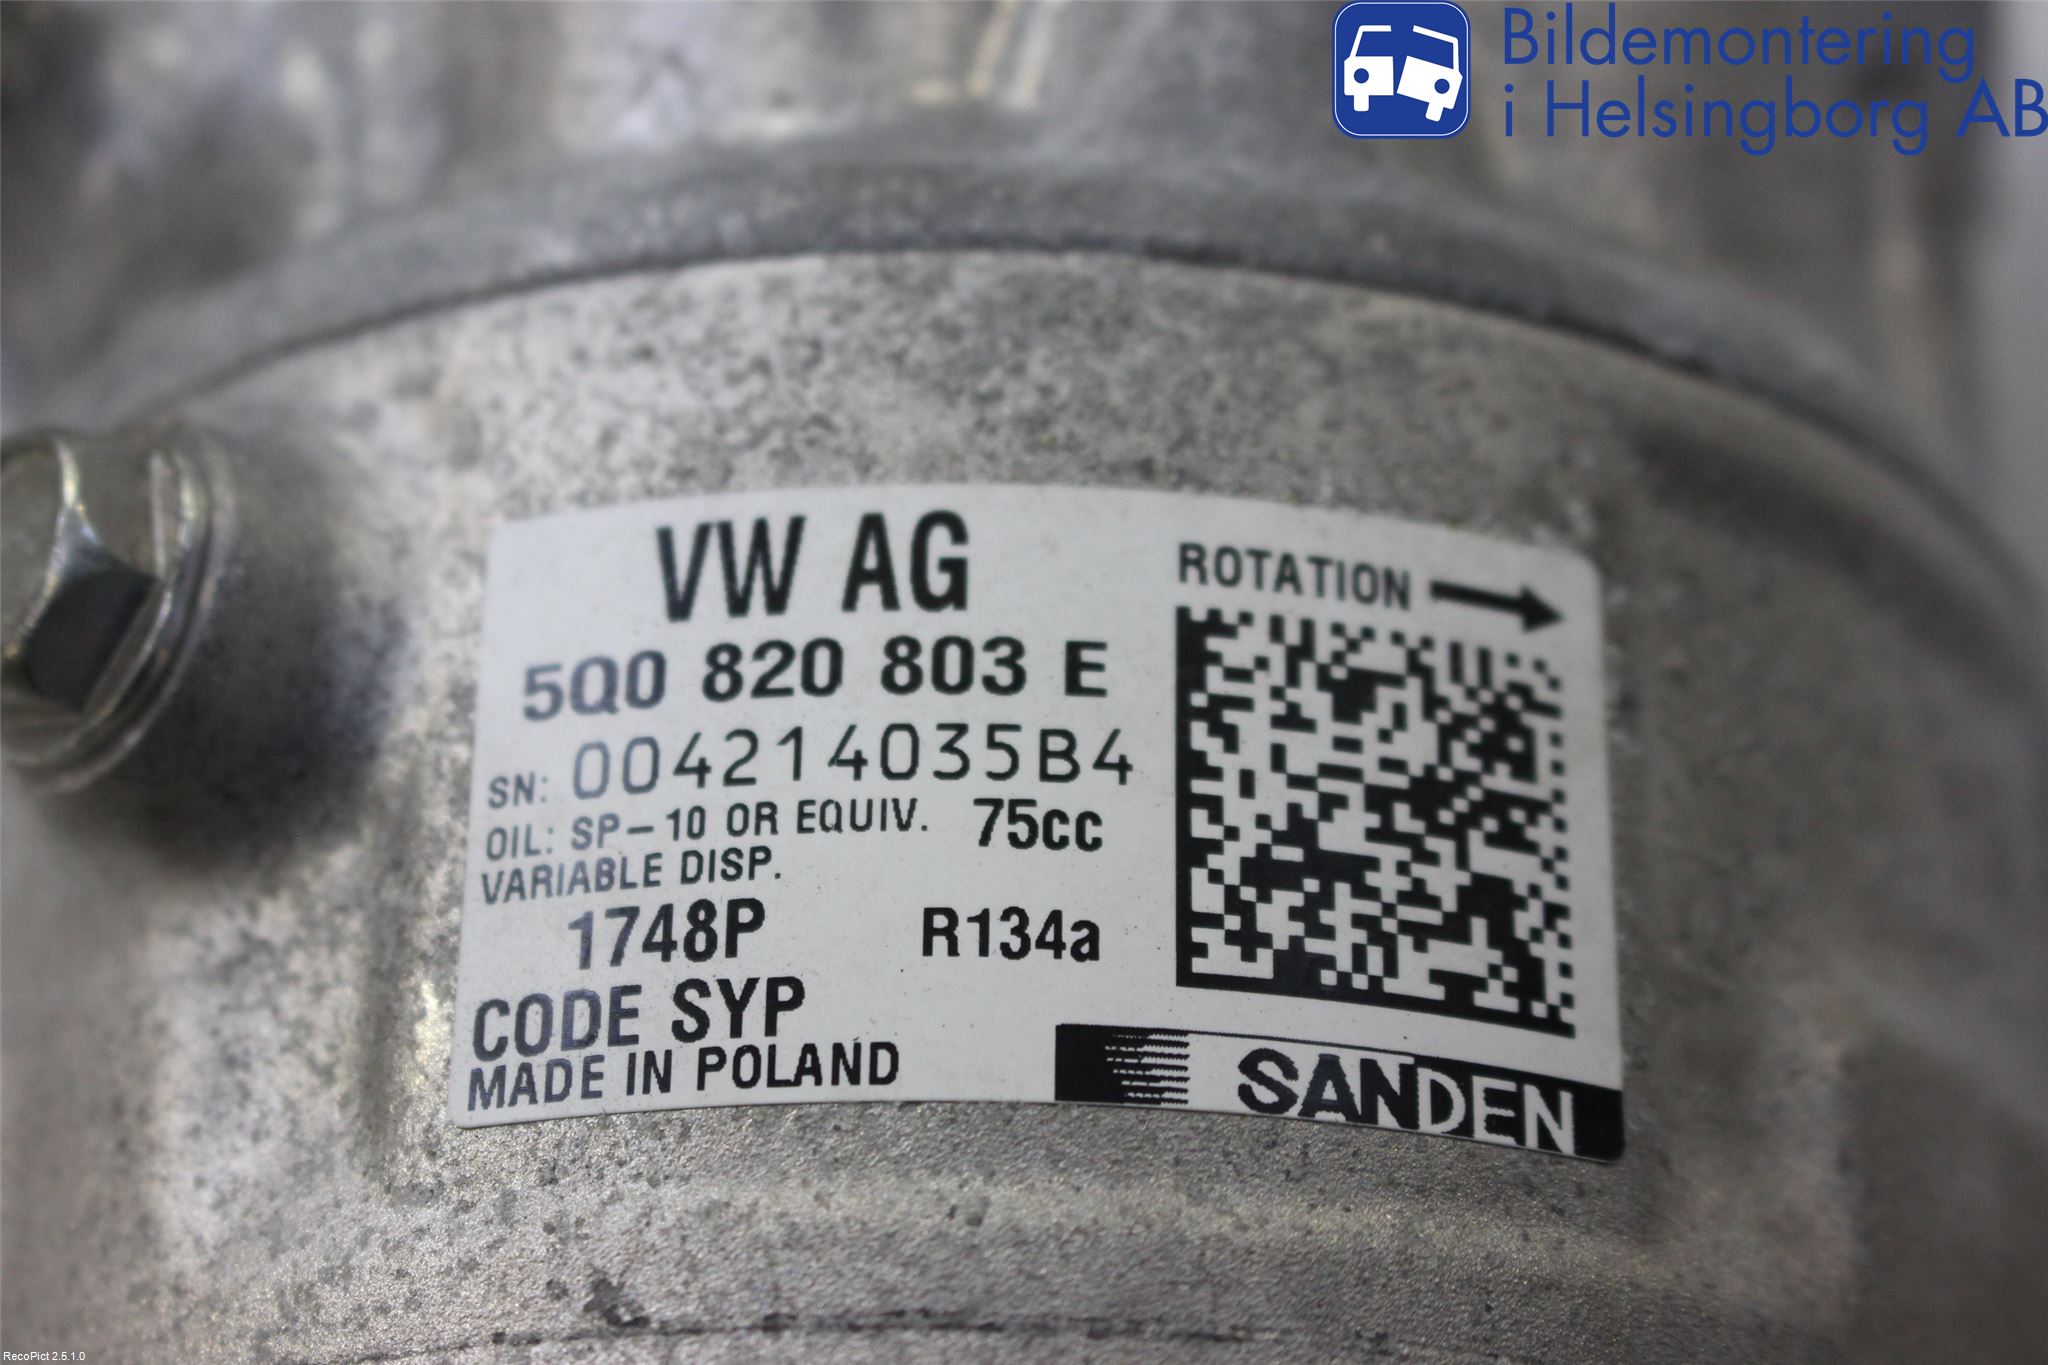 Bildemontering
i Helsingborg AB
VW AG
ROTATION
5Q0 820 803 E
SN: 004214035B4
OIL: SP-10 OR EQUIV. 75cc
VARIABLE DISP.
1748P R134a
CODE SYP
MADE IN POLAND
SANDEN
RecoPict 2.5.1.0